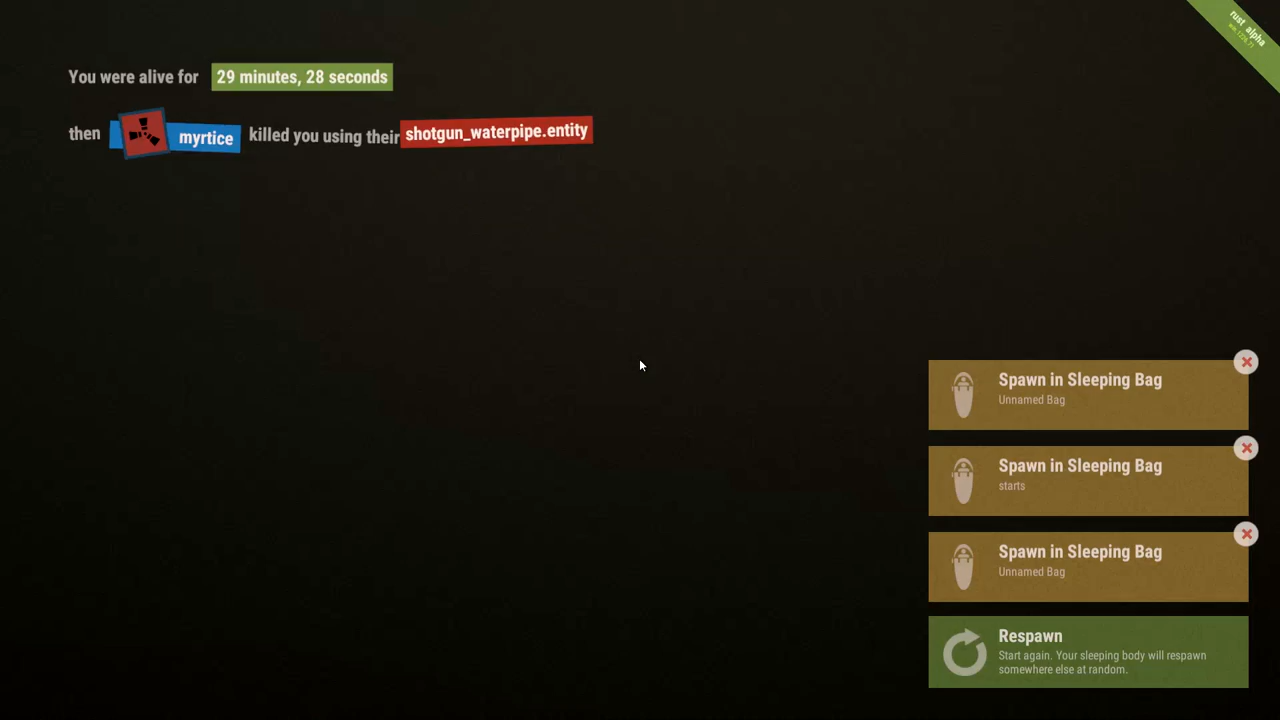 rust alpha
You were alive for 29 minutes, 28 seconds
then myrtice killed you using their shotgun_waterpipe.entity
Spawn in Sleeping Bag
Unnamed Bag
Spawn in Sleeping Bag
starts
Spawn in Sleeping Bag
Unnamed Bag
Respawn
Start again. Your sleeping body will respawn
somewhere else at random.